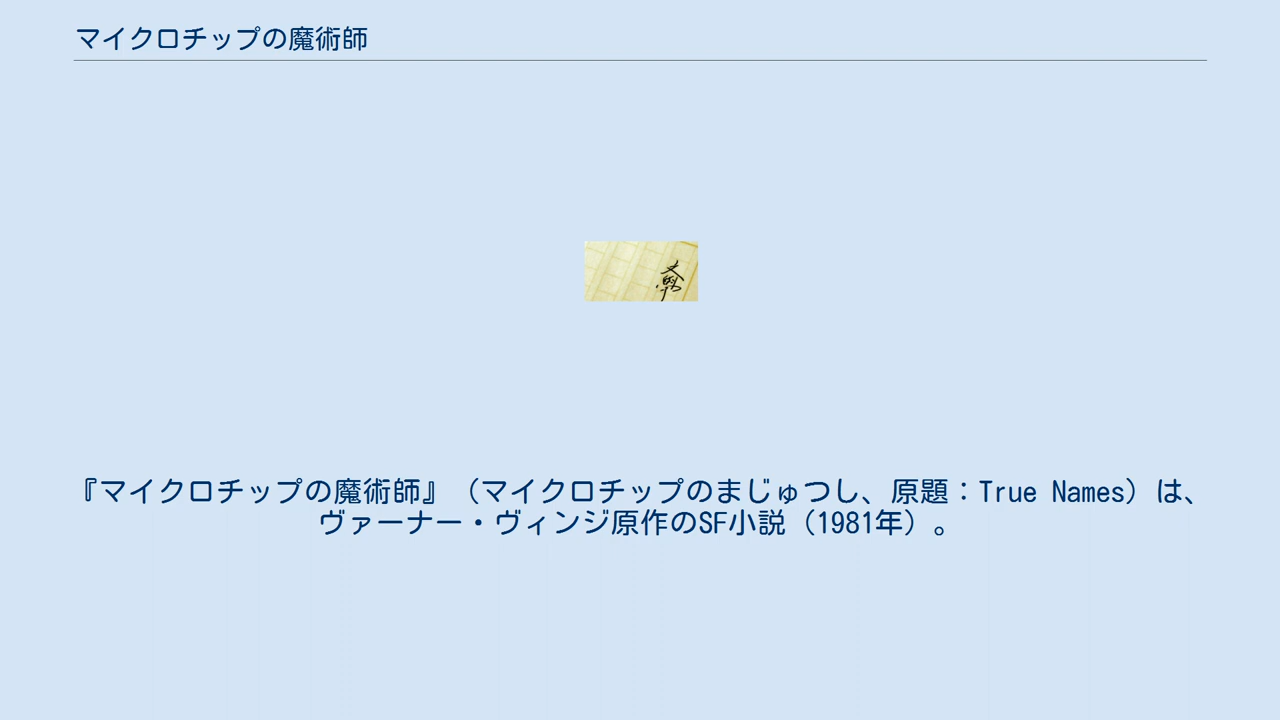 マイクロチップの魔術師
『マイクロチップの魔術師』（マイクロチップのまじゅつし、原題：True Names）は、
ヴァーナー・ヴィンジ原作のSF小説（1981年）。